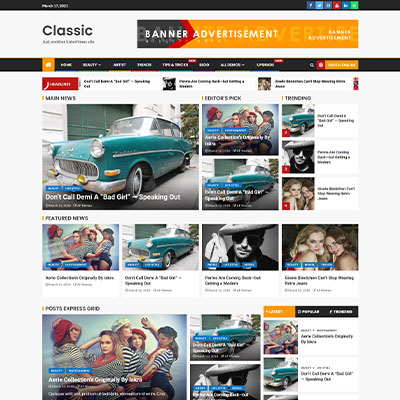 March 17, 2023
Classic
Just another EnterNews site
BANNER ADVERTISEMENT
BANNER
ADVERTISEMENT
HOME BEAUTY ARTIST TRENDS TIPS & TRICKS BLOG ALL DEMOS UPGRADE WATCH ONLINE
HEADLINES
Don't Call Demi A "Bad Girl" — Speaking Out
Perms Are Coming Back—but Getting a Modern
Gisele Bündchen Can't Stop Wearing Retro Jeans
MAIN NEWS
EDITOR'S PICK
TRENDING
Don't Call Demi A "Bad Girl" — Speaking Out
Perms Are Coming Back—but Getting a Modern
Gisele Bündchen Can't Stop Wearing Retro Jeans
BEAUTY PHOTOGRAPHY
Aerie Collection's Originally By Iskra
BEAUTY LIFESTYLE
Don't Call Demi A "Bad Girl" — Speaking Out
BEAUTY LIFESTYLE
Don't Call Demi A "Bad Girl" — Speaking Out
FEATURED NEWS
Aerie Collection's Originally By Iskra
Don't Call Demi A "Bad Girl" — Speaking Out
Perms Are Coming Back—but Getting a Modern
Gisele Bündchen Can't Stop Wearing Retro Jeans
POSTS EXPRESS GRID
LATEST POPULAR TRENDING
BEAUTY PHOTOGRAPHY
Aerie Collection's Originally By Iskra
BEAUTY LIFESTYLE
Don't Call Demi A "Bad Girl" — Speaking Out
Aerie Collection's Originally By Iskra
Don't Call Demi A "Bad Girl" — Speaking Out